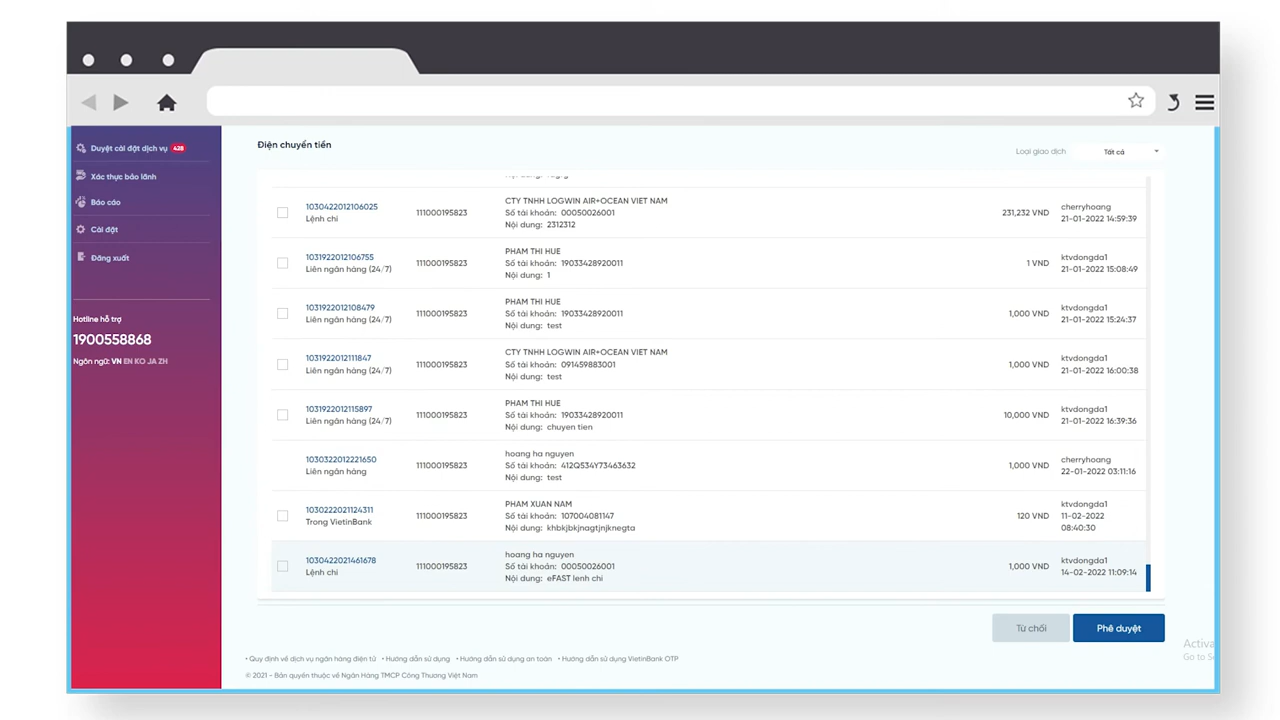 Duyệt cài đặt dịch vụ 428
Xác thực bảo lãnh
Báo cáo
Cài đặt
Đăng xuất
Hotline hỗ trợ
1900558868
Ngôn ngữ: VN EN KO JA ZH
Điện chuyển tiền
Loại giao dịch Tất cả
1030422012106025
Lệnh chi
111000195823
CTY TNHH LOGWIN AIR+OCEAN VIET NAM
Số tài khoản: 00050026001
Nội dung: 2312312
231,232 VND
cherryhoang
21-01-2022 14:59:39
1031922012106755
Liên ngân hàng (24/7)
111000195823
PHAM THI HUE
Số tài khoản: 19033428920011
Nội dung: 1
1 VND
ktvdongda1
21-01-2022 15:08:49
1031922012108479
Liên ngân hàng (24/7)
111000195823
PHAM THI HUE
Số tài khoản: 19033428920011
Nội dung: test
1,000 VND
ktvdongda1
21-01-2022 15:24:37
1031922012111847
Liên ngân hàng (24/7)
111000195823
CTY TNHH LOGWIN AIR+OCEAN VIET NAM
Số tài khoản: 091459883001
Nội dung: test
1,000 VND
ktvdongda1
21-01-2022 16:00:38
1031922012115897
Liên ngân hàng (24/7)
111000195823
PHAM THI HUE
Số tài khoản: 19033428920011
Nội dung: chuyen tien
10,000 VND
ktvdongda1
21-01-2022 16:39:36
1030322012221650
Liên ngân hàng
111000195823
hoang ha nguyen
Số tài khoản: 412Q534Y73463632
Nội dung: test
1,000 VND
cherryhoang
22-01-2022 03:11:16
1030222021124311
Trong VietinBank
111000195823
PHAM XUAN NAM
Số tài khoản: 107004081147
Nội dung: khbkjbkjnagtjnjknegta
120 VND
ktvdongda1
11-02-2022
08:40:30
1030422021461678
Lệnh chi
111000195823
hoang ha nguyen
Số tài khoản: 00050026001
Nội dung: eFAST lenh chi
1,000 VND
ktvdongda1
14-02-2022 11:09:14
Từ chối
Phê duyệt
Activa
Go to S
• Quy định về dịch vụ ngân hàng điện tử • Hướng dẫn sử dụng • Hướng dẫn sử dụng an toàn • Hướng dẫn sử dụng VietinBank OTP
© 2021 - Bản quyền thuộc về Ngân Hàng TMCP Công Thương Việt Nam